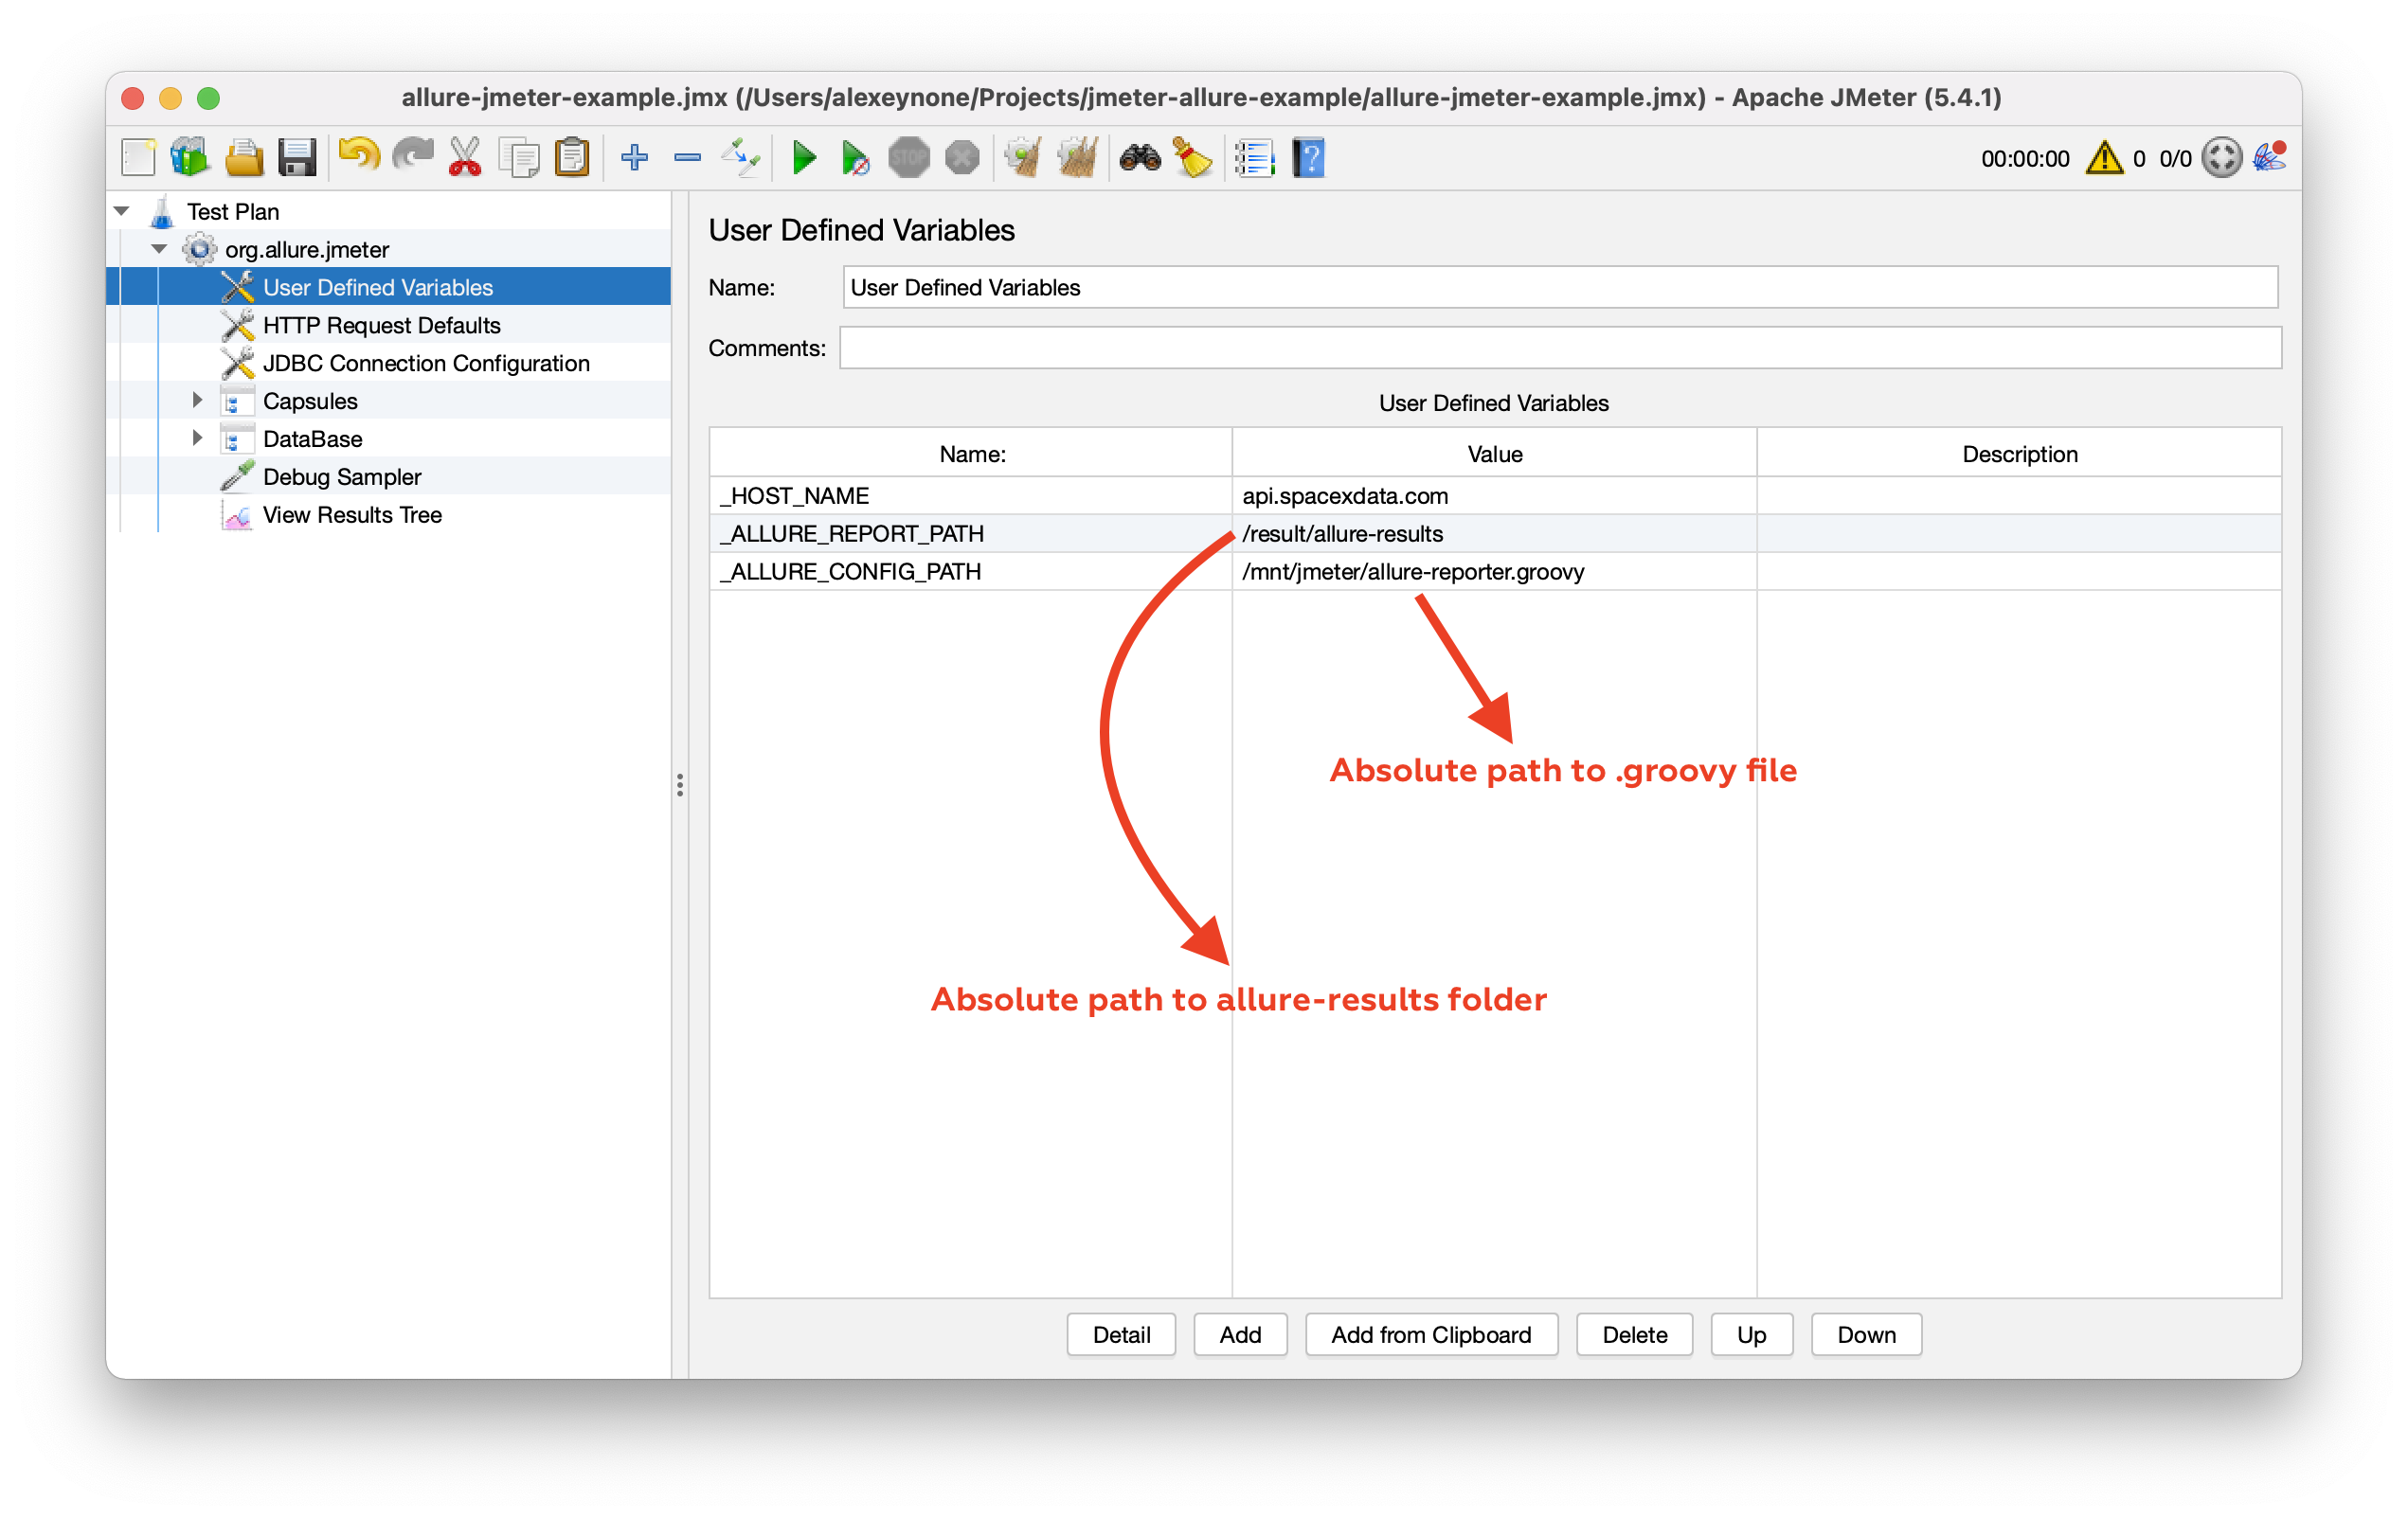 allure-jmeter-example.jmx (/Users/alexeynone/Projects/jmeter-allure-example/allure-jmeter-example.jmx) - Apache JMeter (5.4.1)
STOP
00:00:00 0 0/0
Test Plan
org.allure.jmeter
User Defined Variables
HTTP Request Defaults
JDBC Connection Configuration
Capsules
DataBase
Debug Sampler
View Results Tree
User Defined Variables
Name: User Defined Variables
Comments:
User Defined Variables
Name: Value Description
_HOST_NAME api.spacexdata.com
_ALLURE_REPORT_PATH /result/allure-results
_ALLURE_CONFIG_PATH /mnt/jmeter/allure-reporter.groovy
Absolute path to .groovy file
Absolute path to allure-results folder
Detail Add Add from Clipboard Delete Up Down